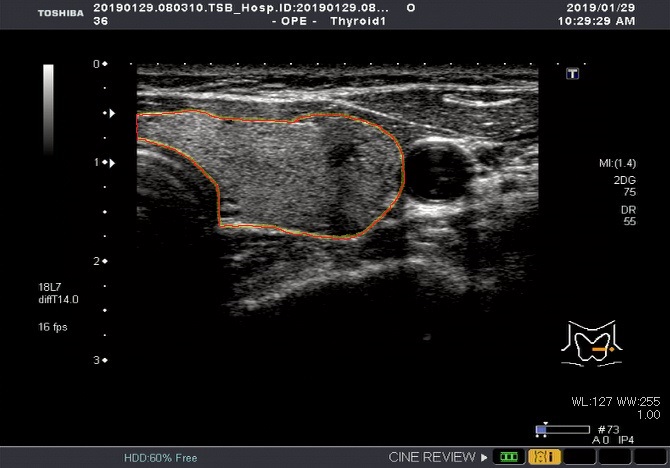 TOSHIBA
20190129.080310.TSB_Hosp.ID:20190129.08... O 2019/01/29
36 - OPE - Thyroid1 10:29:29 AM
0
T
1
MI:(1.4)
2DG
75
DR
55
2
18L7
diffT14.0
16 fps
3
WL:127 WW:255
1.00
#73
A 0 IP4
HDD:60% Free CINE REVIEW
i